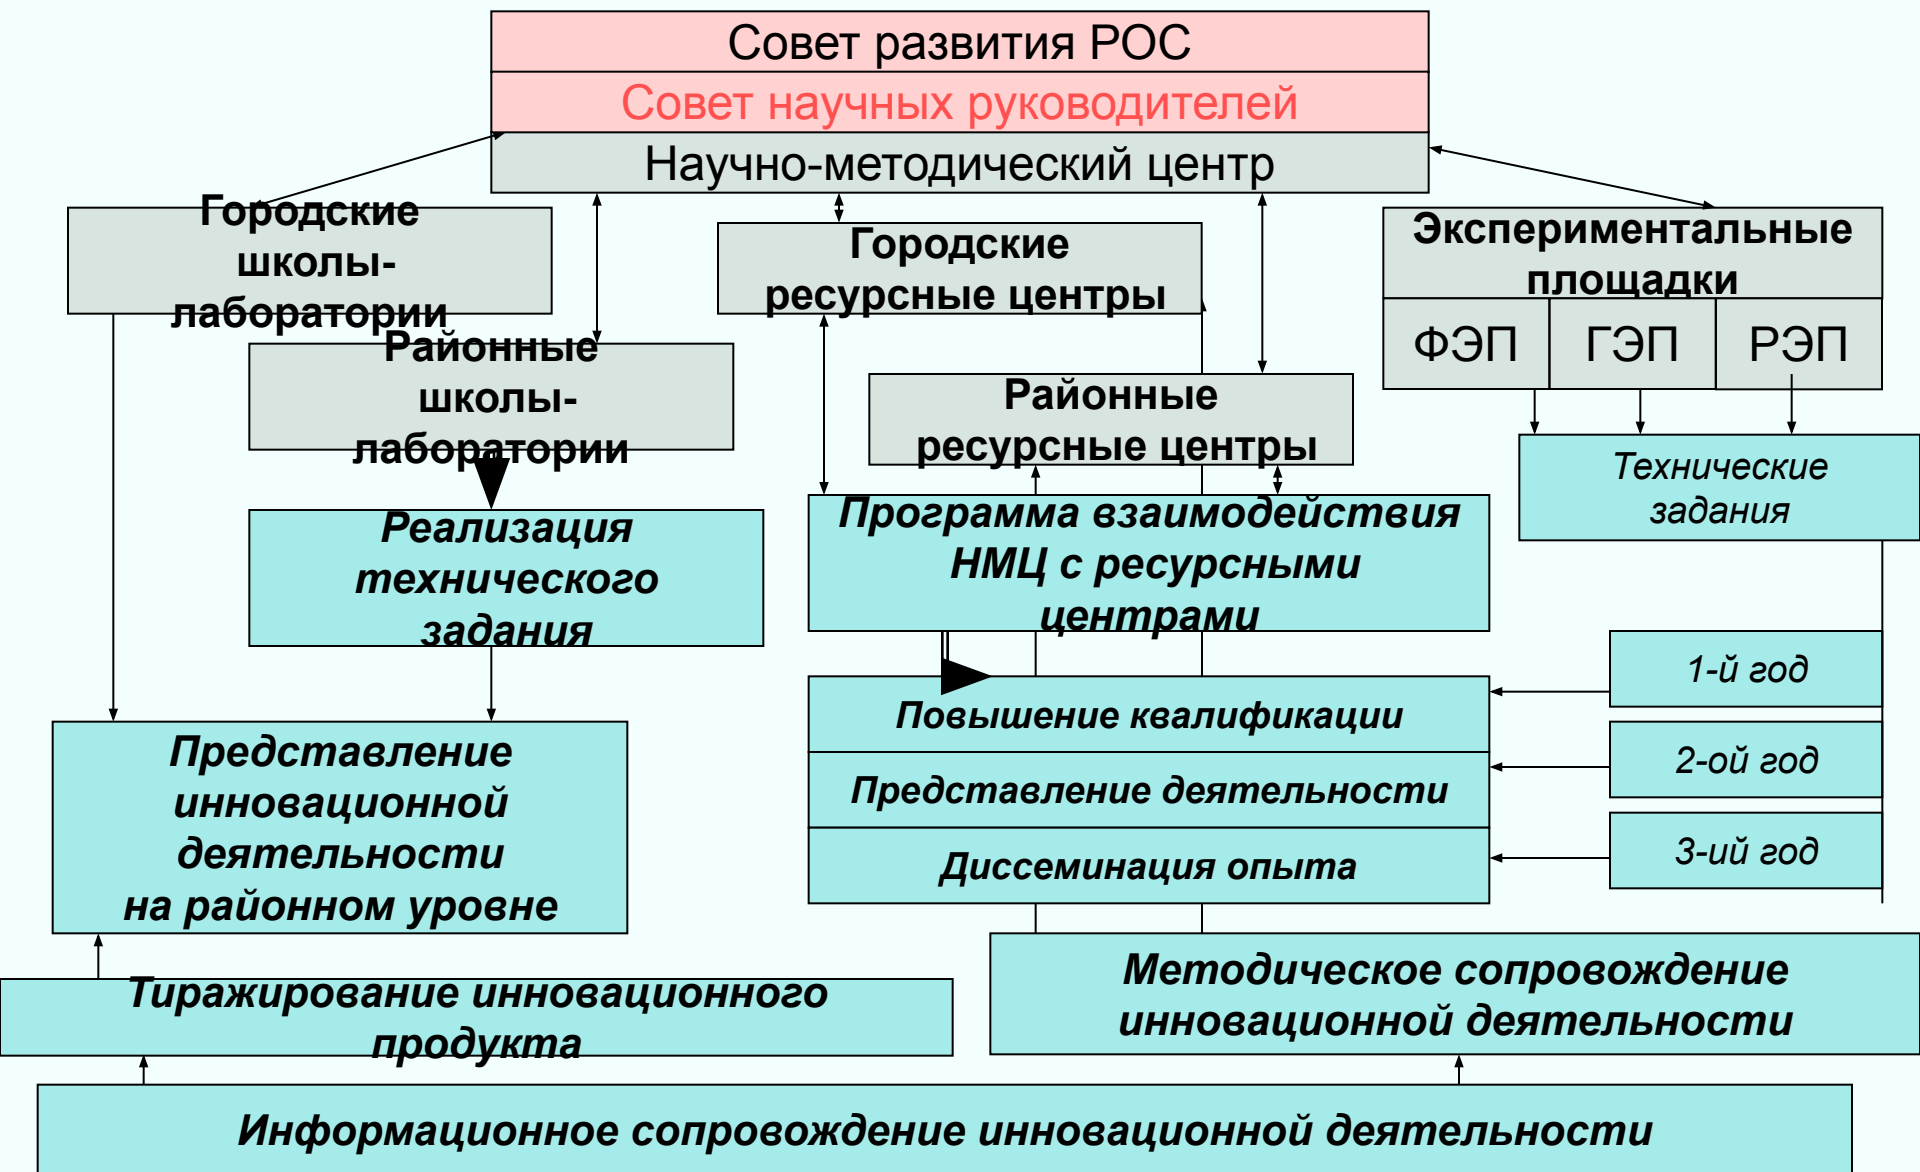 Совет развития РОС
Совет научных руководителей
Научно-методический центр
Городские
школы-
лаборатории
Городские
ресурсные центры
Экспериментальные
площадки
ФЭП
ГЭП
РЭП
Районные
школы-
лаборатории
Районные
ресурсные центры
Технические
задания
Реализация
технического
задания
Программа взаимодействия
НМЦ с ресурсными
центрами
1-й год
Повышение квалификации
2-ой год
Представление деятельности
3-ий год
Диссеминация опыта
Представление
инновационной
деятельности
на районном уровне
Методическое сопровождение
инновационной деятельности
Тиражирование инновационного
продукта
Информационное сопровождение инновационной деятельности